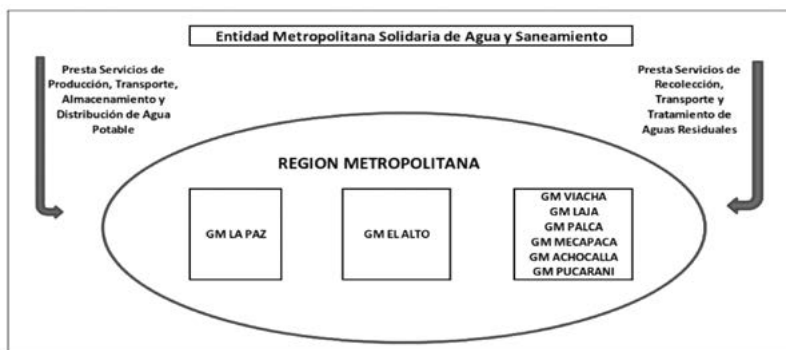 Entidad Metropolitana Solidaria de Agua y Saneamiento
Presta Servicios de
Producción, Transporte,
Almacenamiento y
Distribución de Agua
Potable
Presta Servicios de
Recolección,
Transporte y
Tratamiento de
Aguas Residuales
REGION METROPOLITANA
GM LA PAZ
GM EL ALTO
GM VIACHA
GM LAJA
GM PALCA
GM MECAPACA
GM ACHOCALLA
GM PUCARANI